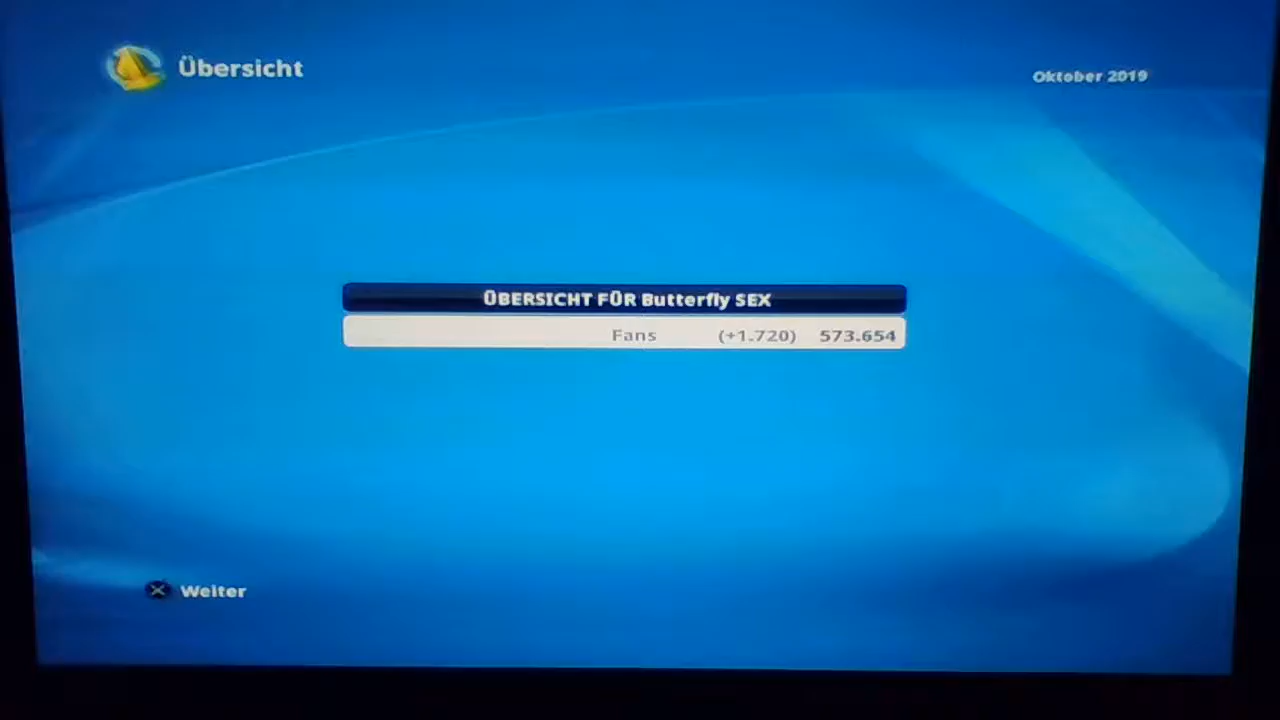 Übersicht
Oktober 2019
ÜBERSICHT FÜR Butterfly SEX
Fans (+1.720) 573.654
Weiter